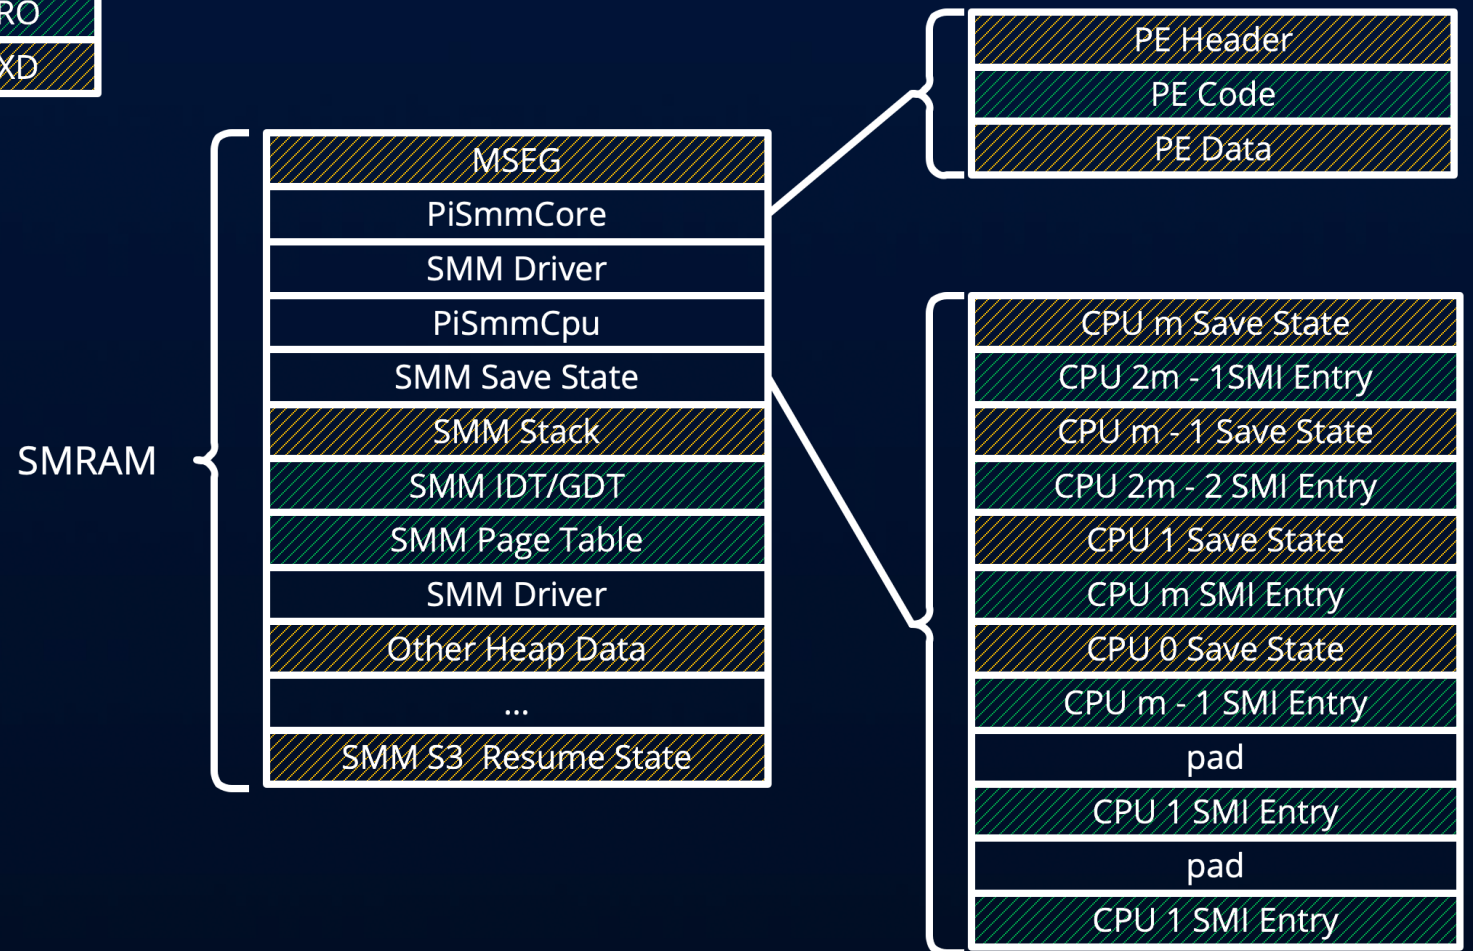 RO
XD
SMRAM
MSEG
PiSmmCore
SMM Driver
PiSmmCpu
SMM Save State
SMM Stack
SMM IDT/GDT
SMM Page Table
SMM Driver
Other Heap Data
...
SMM S3 Resume State
PE Header
PE Code
PE Data
CPU m Save State
CPU 2m - 1SMI Entry
CPU m - 1 Save State
CPU 2m - 2 SMI Entry
CPU 1 Save State
CPU m SMI Entry
CPU 0 Save State
CPU m - 1 SMI Entry
pad
CPU 1 SMI Entry
pad
CPU 1 SMI Entry